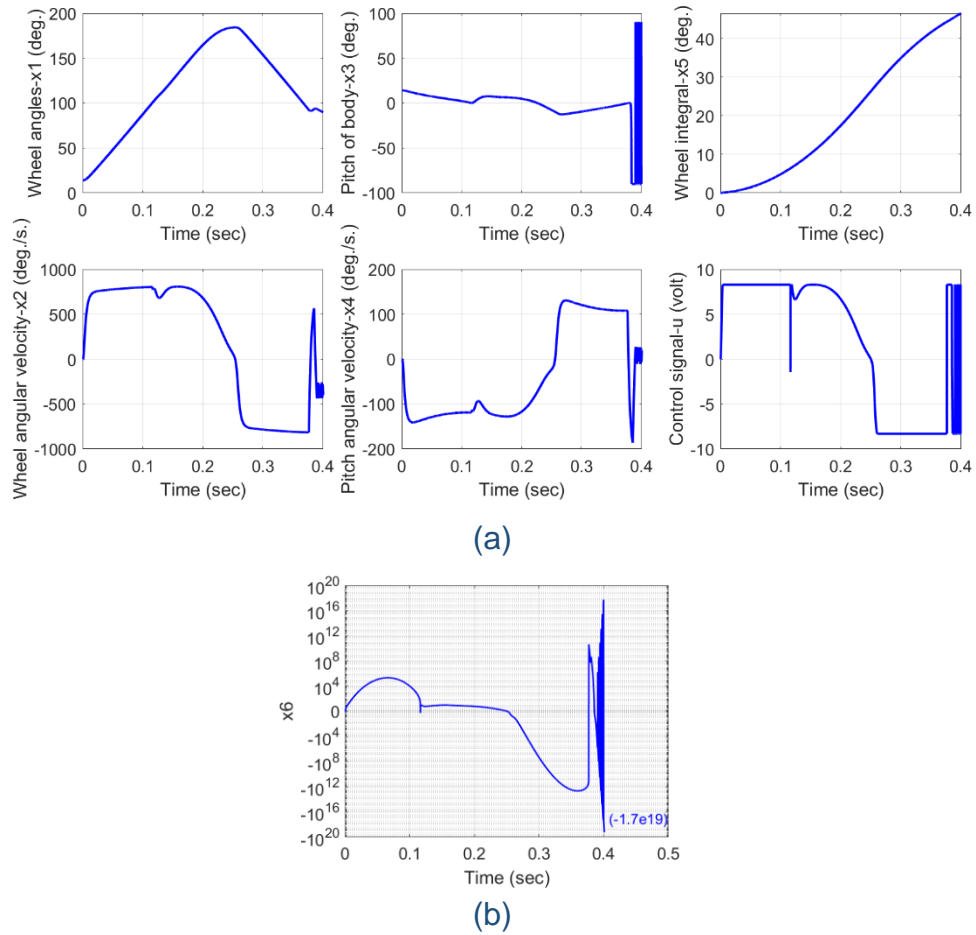 Wheel angles-x1 (deg.)
200
150
100
50
0
0 0.1 0.2 0.3 0.4
Time (sec)
Pitch of body-x3 (deg.)
100
50
0
-50
-100
0 0.1 0.2 0.3 0.4
Time (sec)
Wheel integral-x5 (deg.)
40
30
20
10
0
0 0.1 0.2 0.3 0.4
Time (sec)
Wheel angular velocity-x2 (deg./s.)
1000
500
0
-500
-1000
0 0.1 0.2 0.3 0.4
Time (sec)
Pitch angular velocity-x4 (deg./s.)
200
100
0
-100
-200
0 0.1 0.2 0.3 0.4
Time (sec)
Control signal-u (volt)
10
5
0
-5
-10
0 0.1 0.2 0.3 0.4
Time (sec)
(a)
x6
10^20
10^16
10^12
10^8
10^4
0
-10^4
-10^8
-10^12
-10^16
-10^20
(-1.7e19)
0 0.1 0.2 0.3 0.4 0.5
Time (sec)
(b)